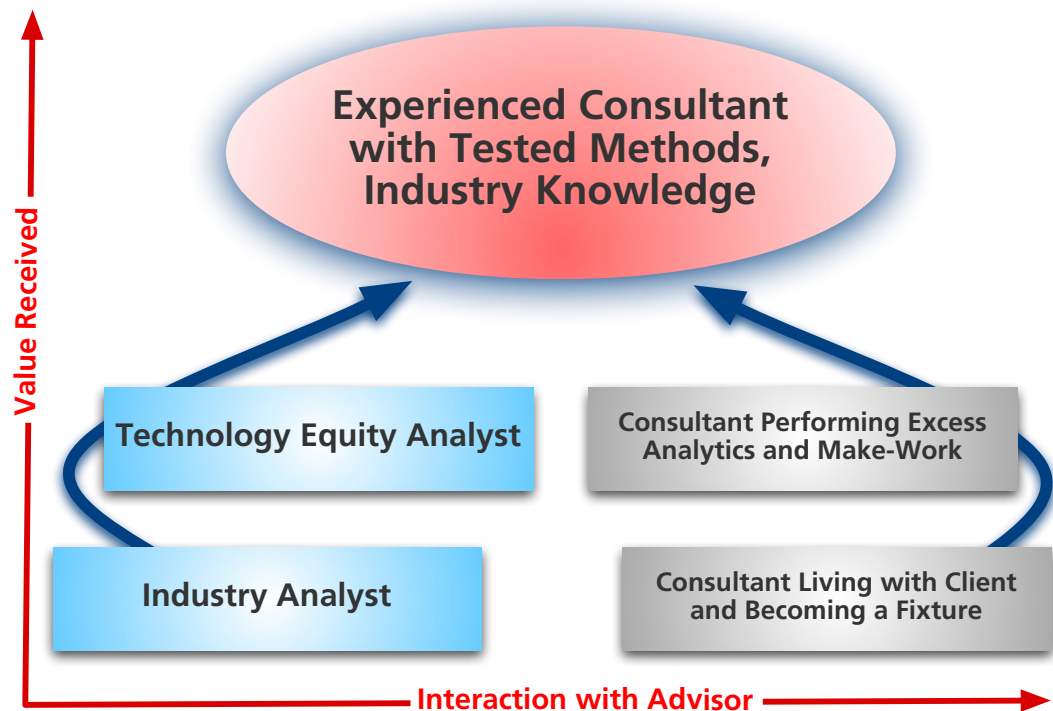 Experienced Consultant
with Tested Methods,
Industry Knowledge
Value Received
Technology Equity Analyst
Consultant Performing Excess
Analytics and Make-Work
Industry Analyst
Consultant Living with Client
and Becoming a Fixture
Interaction with Advisor